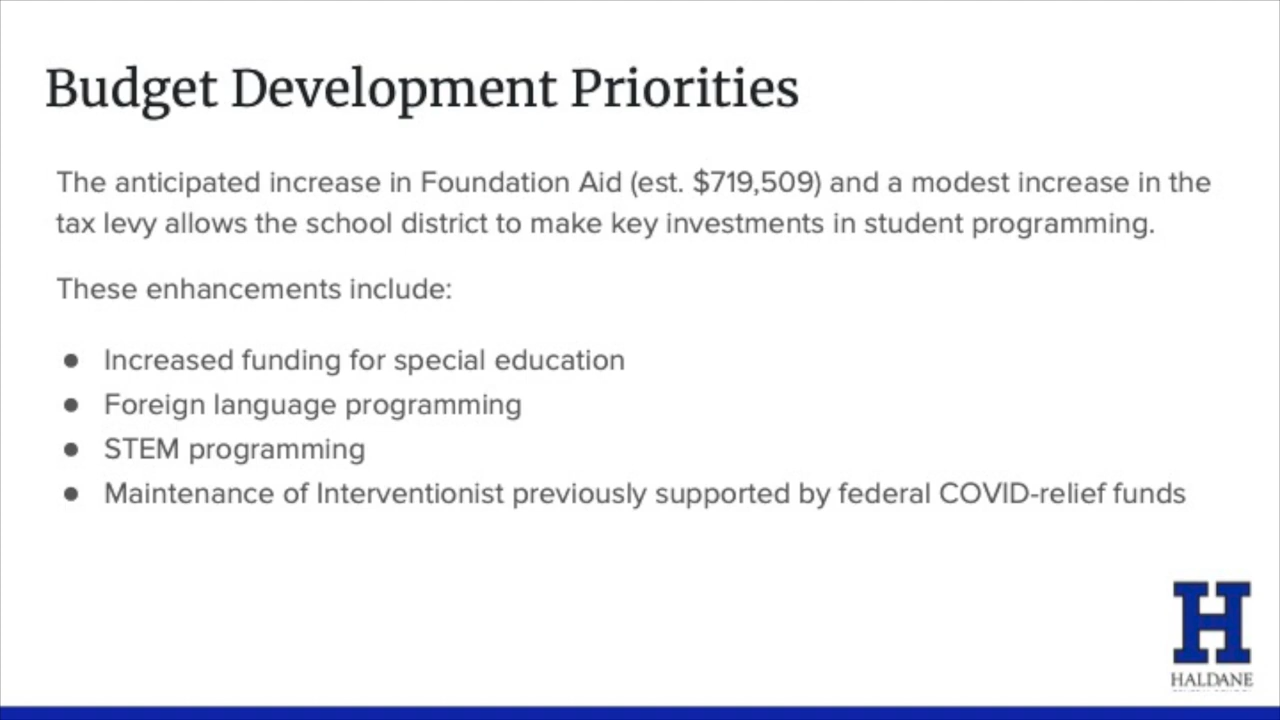 Budget Development Priorities
The anticipated increase in Foundation Aid (est. $719,509) and a modest increase in the
tax levy allows the school district to make key investments in student programming.
These enhancements include:
● Increased funding for special education
● Foreign language programming
● STEM programming
● Maintenance of Interventionist previously supported by federal COVID-relief funds
H
HALDANE